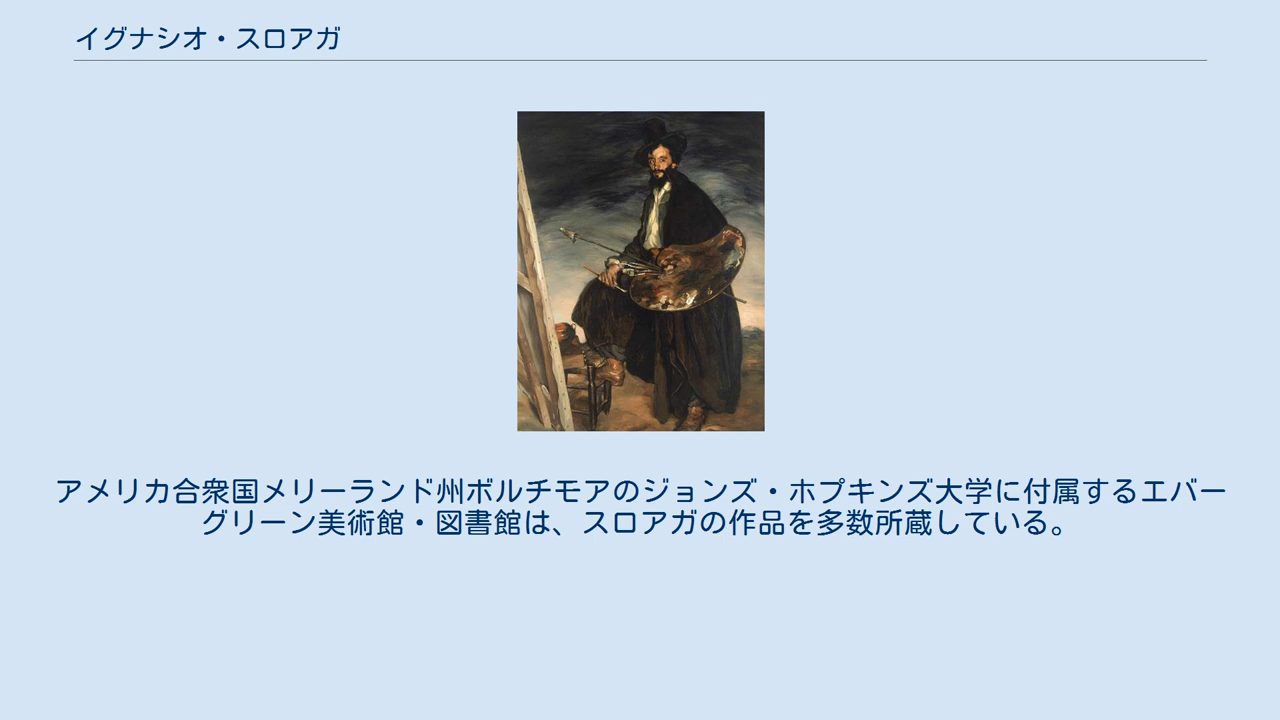 イグナシオ・スロアガ
アメリカ合衆国メリーランド州ボルチモアのジョンズ・ホプキンズ大学に付属するエバー
グリーン美術館・図書館は、スロアガの作品を多数所蔵している。